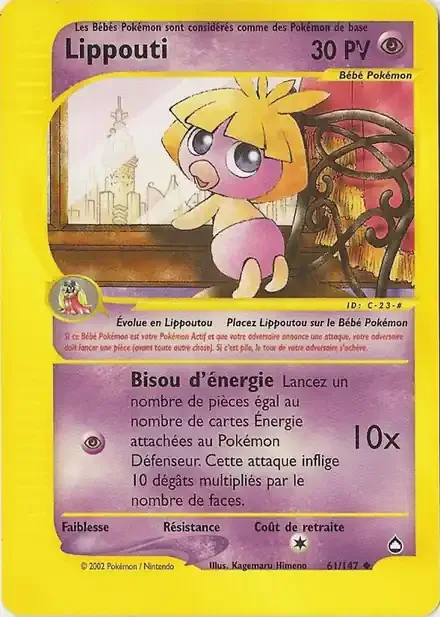 Les Bébés Pokémon sont considérés comme des Pokémon de base
Lippouti 30 PV
Bébé Pokémon
ID: C-23-#
Évolue en Lippoutou Placez Lippoutou sur le Bébé Pokémon
Si ce Bébé Pokémon est votre Pokémon Actif et que votre adversaire annonce une attaque, votre adversaire
doit lancer une pièce (avant toute autre chose). Si c'est pile, le tour de votre adversaire s'achève.
Bisou d'énergie Lancez un
nombre de pièces égal au
nombre de cartes Énergie
attachées au Pokémon
Défenseur. Cette attaque inflige
10 dégâts multipliés par le
nombre de faces.
10x
Faiblesse Résistance Coût de retraite
© 2002 Pokémon / Nintendo Illus. Kagemaru Himeno 61/147